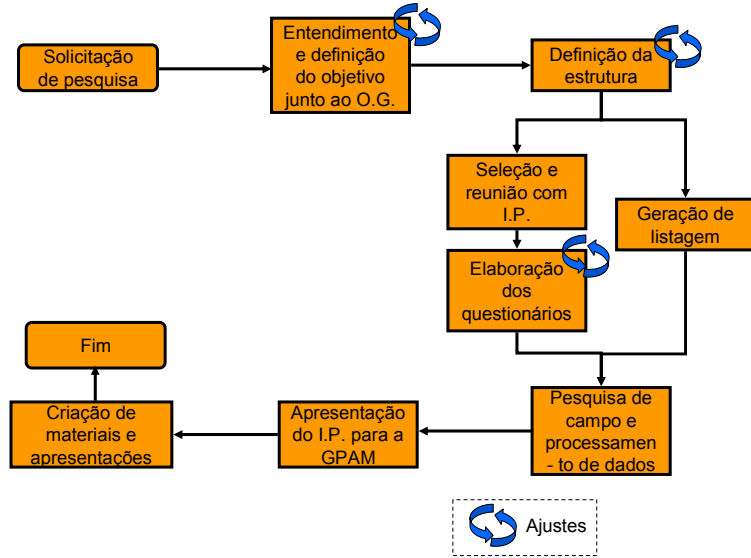 Solicitação
de pesquisa
Entendimento
e definição
do objetivo
junto ao O.G.
Definição da
estrutura
Seleção e
reunião com
I.P.
Geração de
listagem
Elaboração
dos
questionários
Pesquisa de
campo e
processamen
- to de dados
Apresentação
do I.P. para a
GPAM
Criação de
materiais e
apresentações
Fim
Ajustes